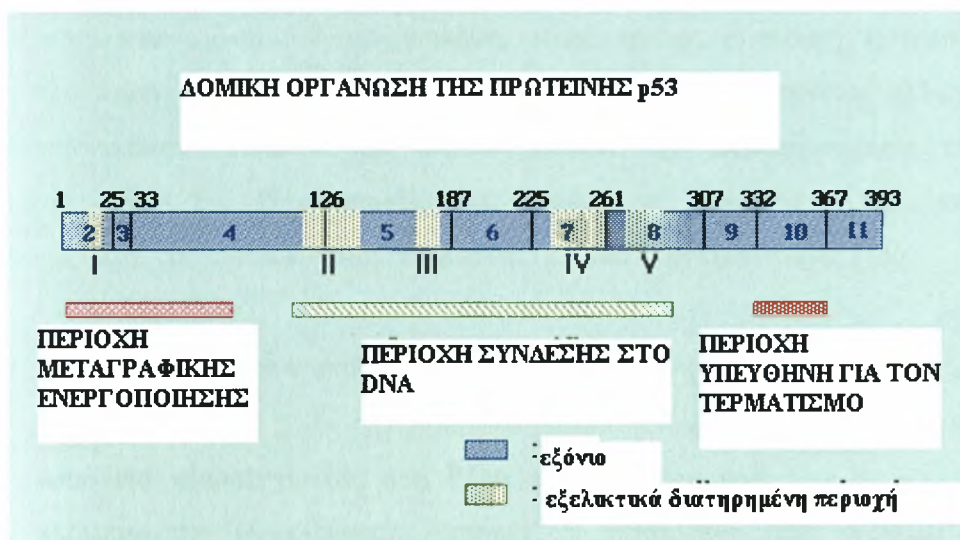 ΔΟΜΙΚΗ ΟΡΓΑΝΩΣΗ ΤΗΣ ΠΡΩΤΕΙΝΗΣ p53
1 25 33 126 187 225 261 307 332 367 393
2 3 4 5 6 7 8 9 10 11
I II III IV V
ΠΕΡΙΟΧΗ
ΜΕΤΑΓΡΑΦΙΚΗΣ
ΕΝΕΡΓΟΠΟΙΗΣΗΣ
ΠΕΡΙΟΧΗ ΣΥΝΔΕΣΗΣ ΣΤΟ
DNA
ΠΕΡΙΟΧΗ
ΥΠΕΥΘΗΝΗ ΓΙΑ ΤΟΝ
ΤΕΡΜΑΤΙΣΜΟ
εξόνιο
εξελικτικά διατηρημένη περιοχή